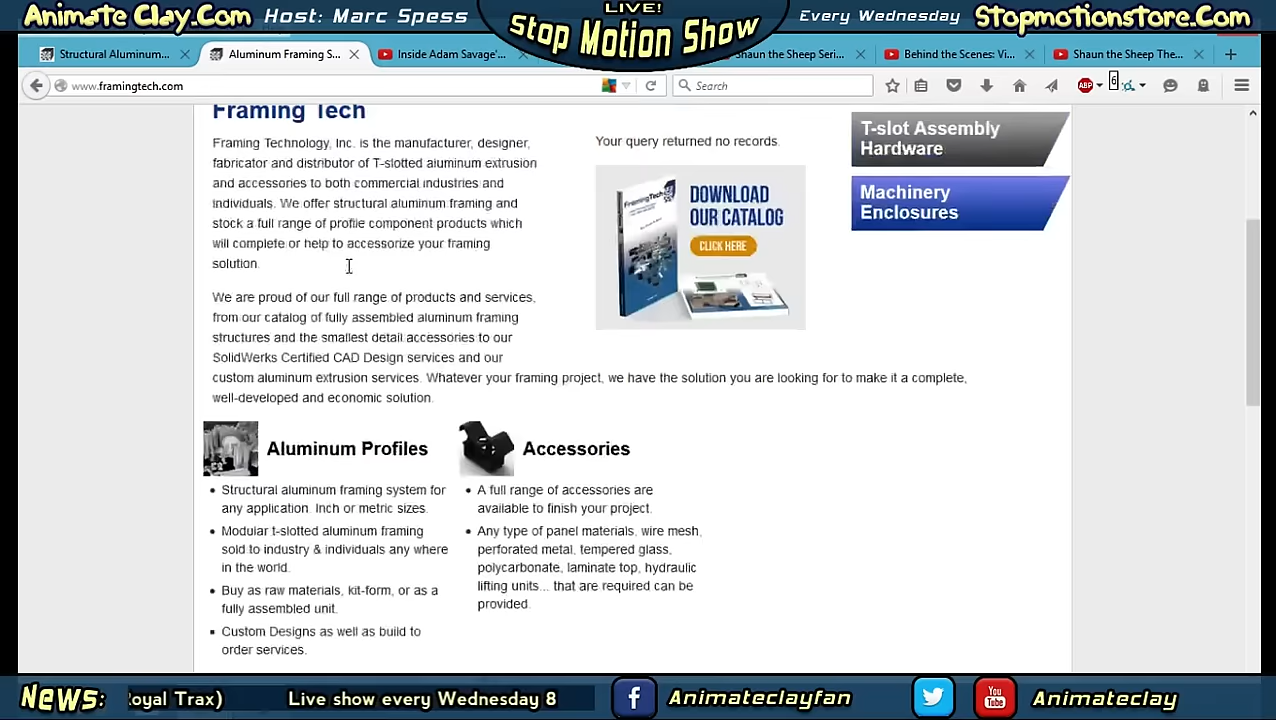 Animate Clay.Com
Host: Marc Spess
LIVE!
Stop Motion Show
Every Wednesday
Stopmotionstore.Com
Structural Aluminum...
Aluminum Framing S...
Inside Adam Savage'...
Shaun the Sheep Seri...
Behind the Scenes: Vi...
Shaun the Sheep The...
www.framingtech.com
Search
ABP
6
Framing Tech
Framing Technology, Inc. is the manufacturer, designer,
fabricator and distributor of T-slotted aluminum extrusion
and accessories to both commercial industries and
individuals. We offer structural aluminum framing and
stock a full range of profile component products which
will complete or help to accessorize your framing
solution.
We are proud of our full range of products and services,
from our catalog of fully assembled aluminum framing
structures and the smallest detail accessories to our
SolidWerks Certified CAD Design services and our
custom aluminum extrusion services. Whatever your framing project, we have the solution you are looking for to make it a complete,
well-developed and economic solution.
Your query returned no records.
FramingTech
DOWNLOAD
OUR CATALOG
CLICK HERE
T-slot Assembly
Hardware
Machinery
Enclosures
Aluminum Profiles
Structural aluminum framing system for
any application. Inch or metric sizes.
Modular t-slotted aluminum framing
sold to industry & individuals any where
in the world.
Buy as raw materials, kit-form, or as a
fully assembled unit.
Custom Designs as well as build to
order services.
Accessories
A full range of accessories are
available to finish your project.
Any type of panel materials, wire mesh,
perforated metal, tempered glass,
polycarbonate, laminate top, hydraulic
lifting units... that are required can be
provided.
News:
oyal Trax)
Live show every Wednesday 8
Animateclayfan
You
Tube
Animateclay